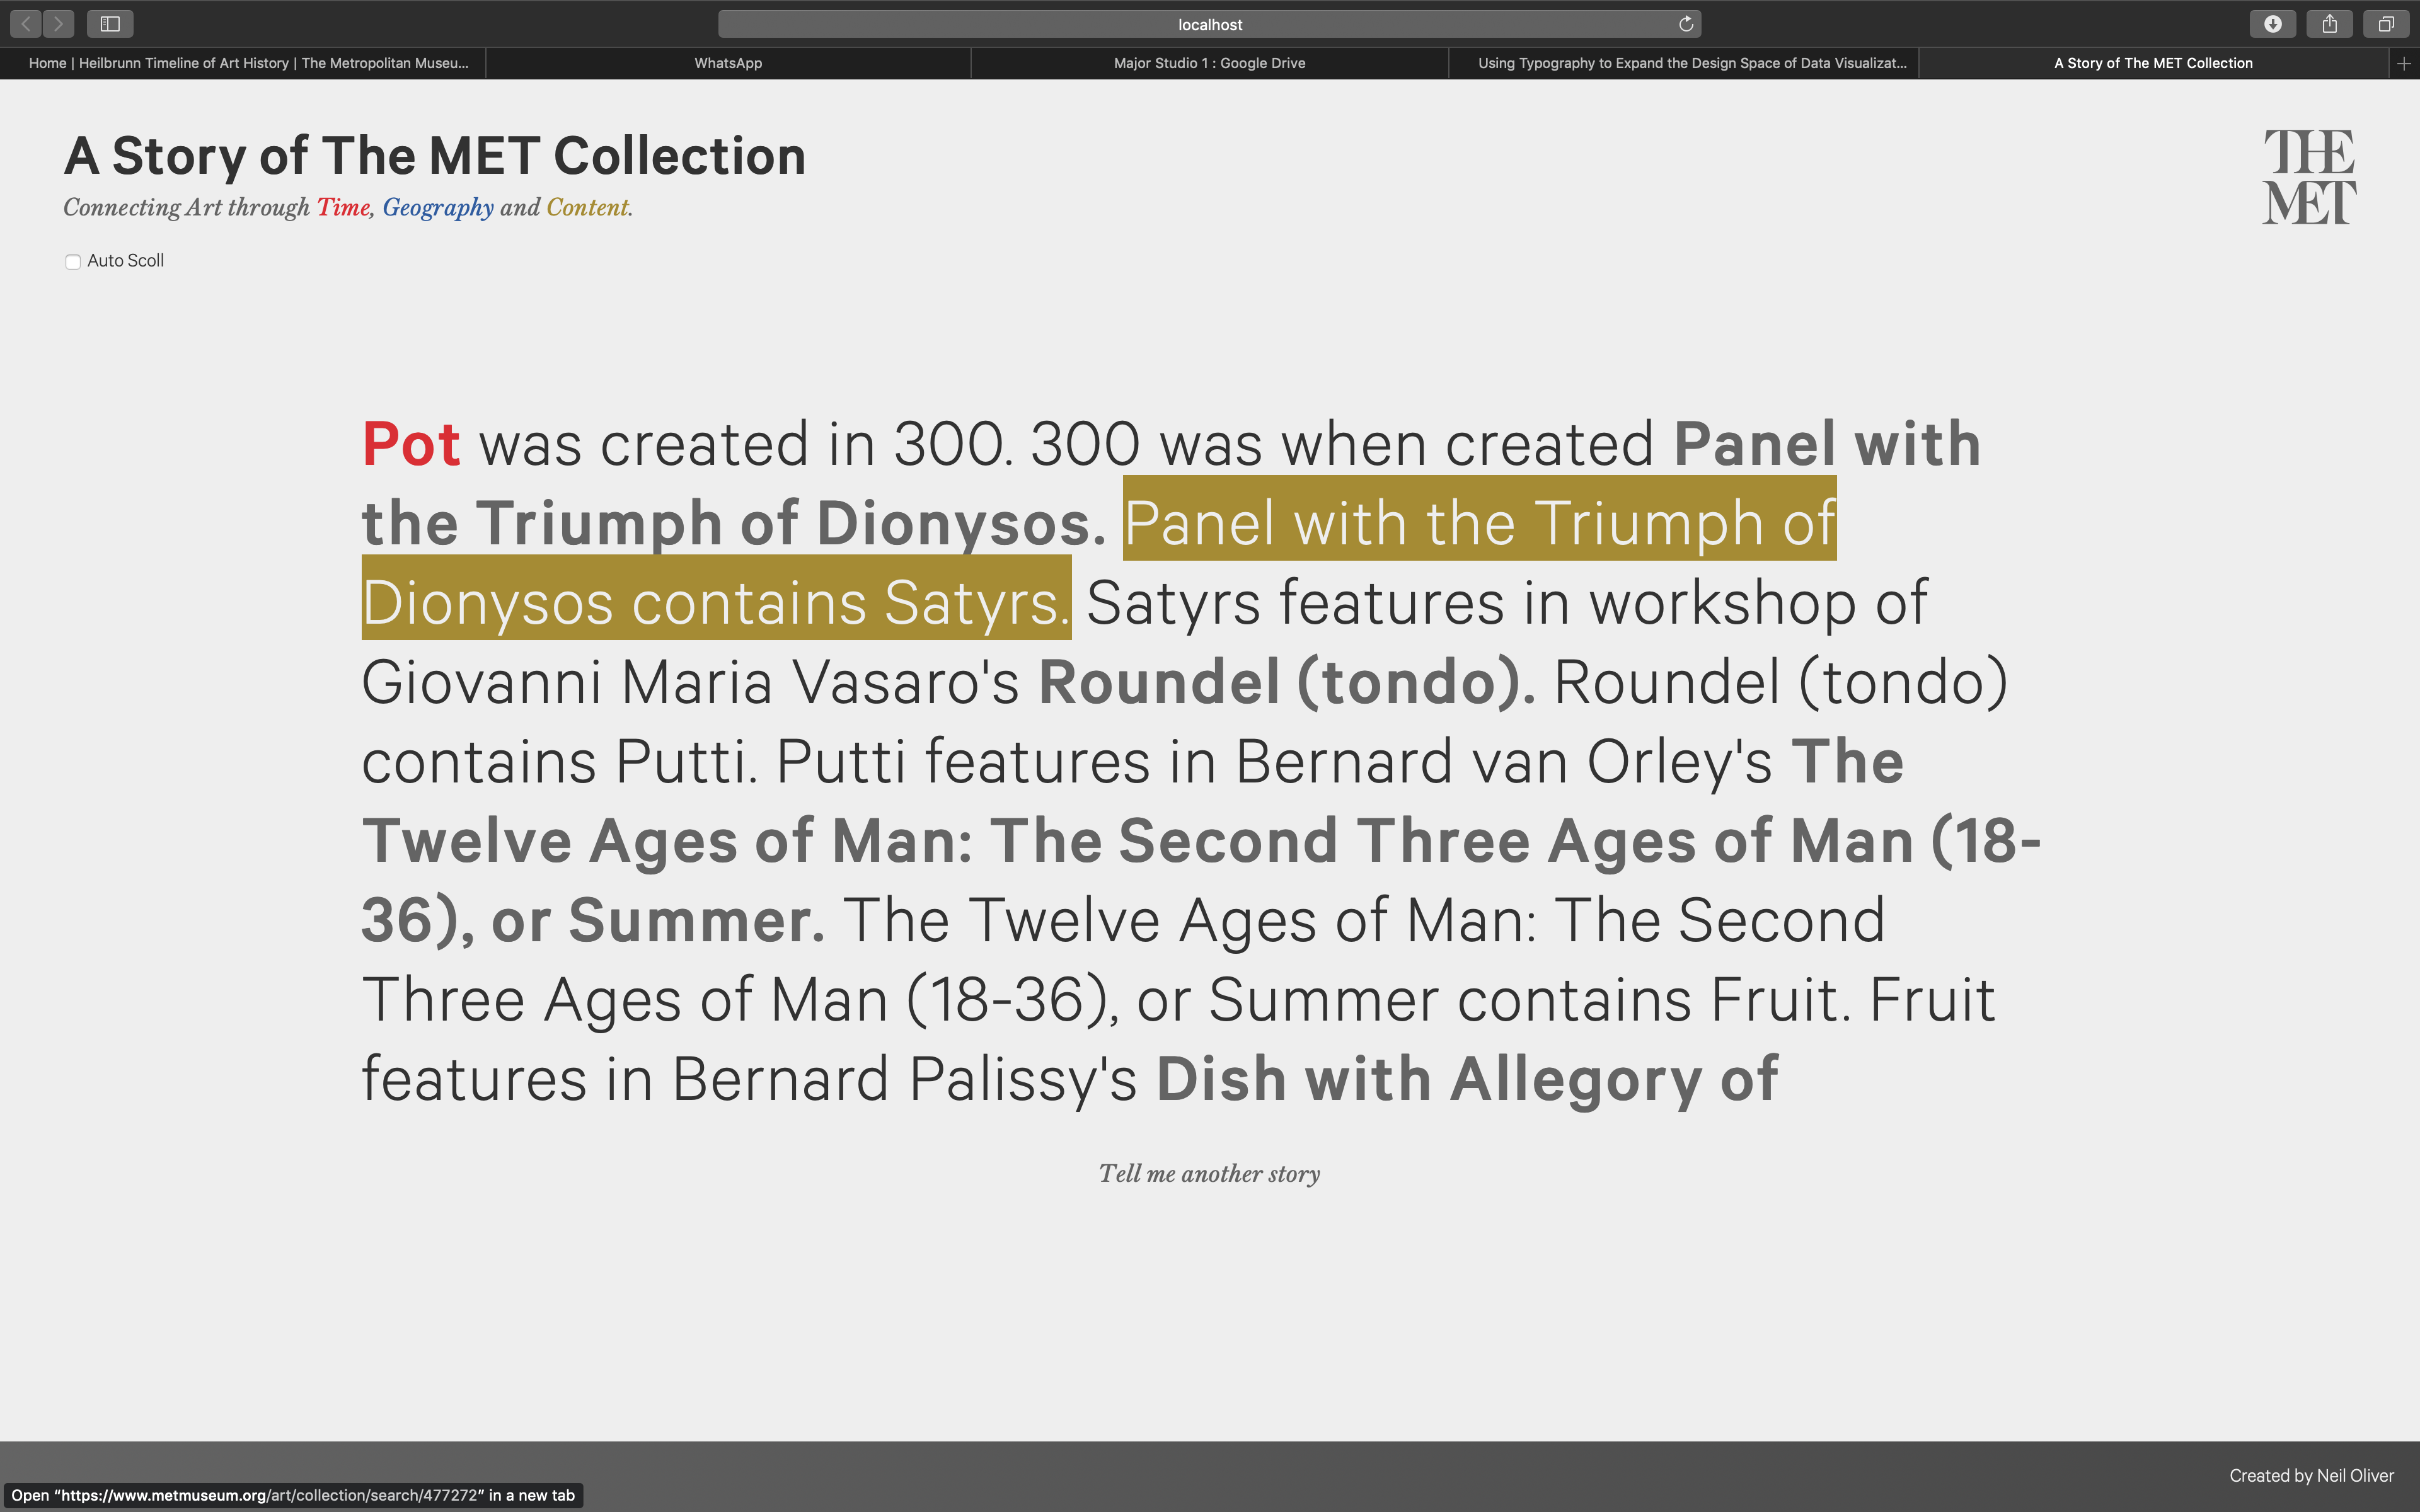 localhost
Home | Heilbrunn Timeline of Art History | The Metropolitan Museu...
WhatsApp
Major Studio 1 : Google Drive
Using Typography to Expand the Design Space of Data Visualizat...
A Story of The MET Collection
A Story of The MET Collection
Connecting Art through Time, Geography and Content.
Auto Scoll
THE
MET
Pot was created in 300. 300 was when created Panel with
the Triumph of Dionysos. Panel with the Triumph of
Dionysos contains Satyrs. Satyrs features in workshop of
Giovanni Maria Vasaro's Roundel (tondo). Roundel (tondo)
contains Putti. Putti features in Bernard van Orley's The
Twelve Ages of Man: The Second Three Ages of Man (18-
36), or Summer. The Twelve Ages of Man: The Second
Three Ages of Man (18-36), or Summer contains Fruit. Fruit
features in Bernard Palissy's Dish with Allegory of
Tell me another story
Created by Neil Oliver
Open “https://www.metmuseum.org/art/collection/search/477272” in a new tab